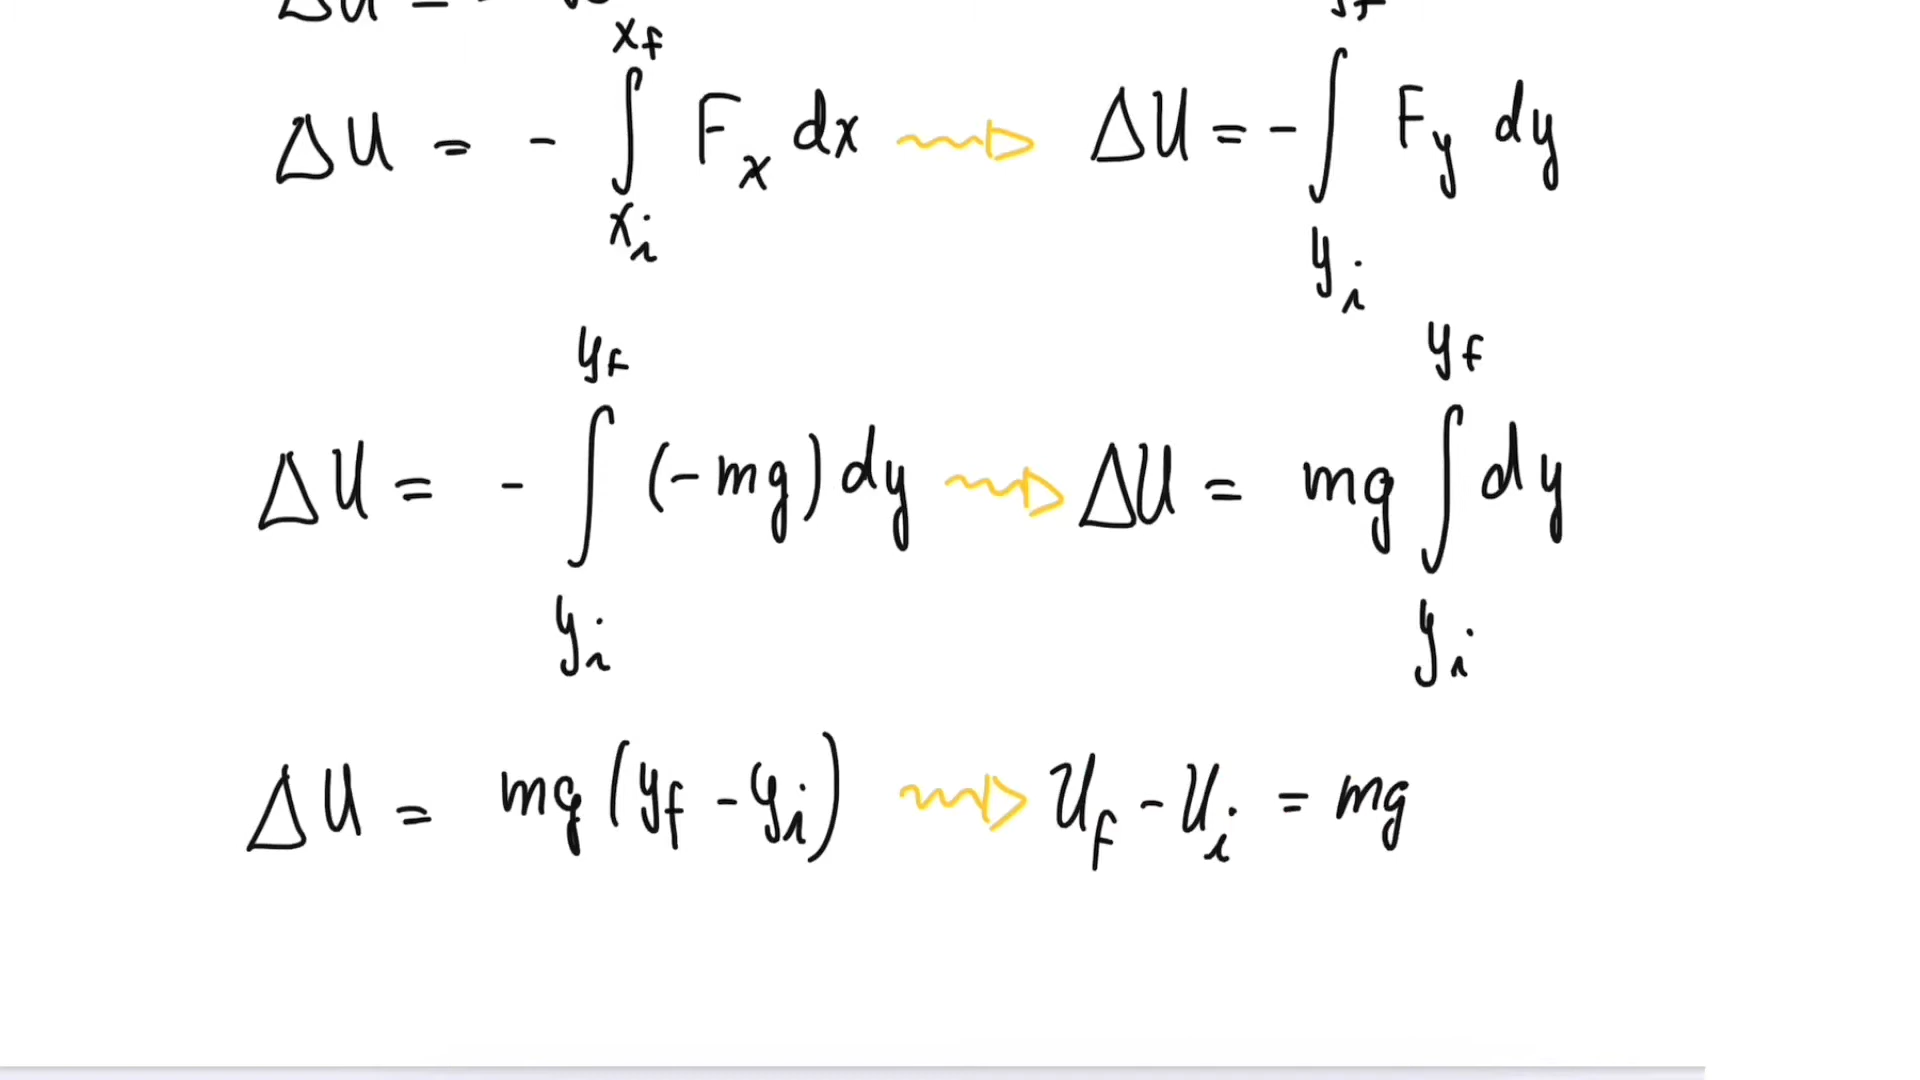 ΔU = -
ΔU = - ∫_{x_i}^{x_f} F_x dx ⇝ ΔU = - ∫_{y_i}^{y_f} F_y dy
ΔU = - ∫_{y_i}^{y_f} (-mg) dy ⇝ ΔU = mg ∫_{y_i}^{y_f} dy
ΔU = mg (y_f - y_i) ⇝ U_f - U_i = mg